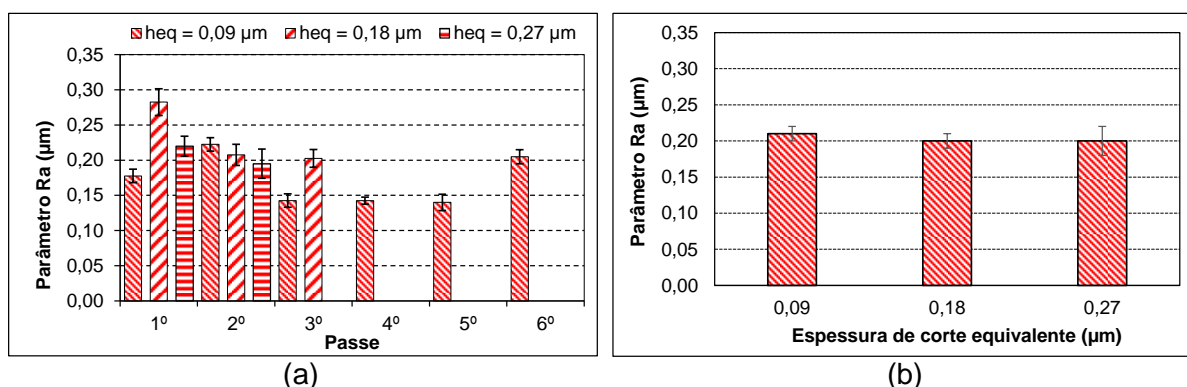 heq = 0,09 µm heq = 0,18 µm heq = 0,27 µm
0,35
0,30
0,25
0,20
0,15
0,10
0,05
0,00
Parâmetro Ra (µm)
1º 2º 3º 4º 5º 6º
Passe
(a)
0,35
0,30
0,25
0,20
0,15
0,10
0,05
0,00
Parâmetro Ra (µm)
0,09 0,18 0,27
Espessura de corte equivalente (µm)
(b)